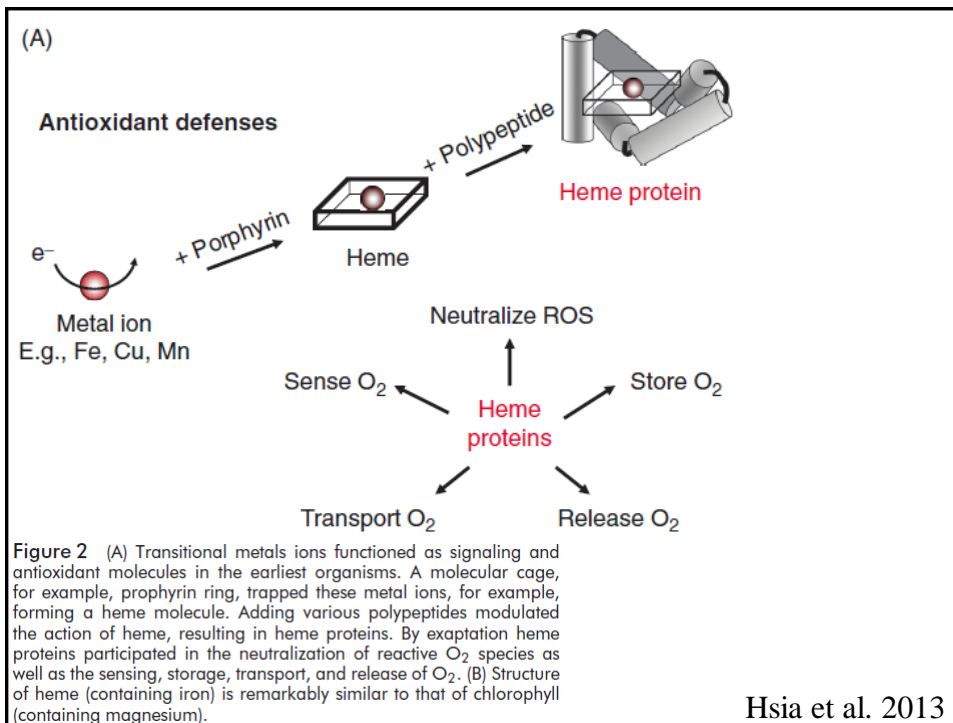 (A)
Antioxidant defenses
+ Polypeptide
Heme protein
+ Porphyrin
Heme
e⁻
Metal ion
E.g., Fe, Cu, Mn
Neutralize ROS
Sense O₂
Store O₂
Heme
proteins
Transport O₂
Release O₂
Figure 2 (A) Transitional metals ions functioned as signaling and
antioxidant molecules in the earliest organisms. A molecular cage,
for example, prophyrin ring, trapped these metal ions, for example,
forming a heme molecule. Adding various polypeptides modulated
the action of heme, resulting in heme proteins. By exaptation heme
proteins participated in the neutralization of reactive O₂ species as
well as the sensing, storage, transport, and release of O₂. (B) Structure
of heme (containing iron) is remarkably similar to that of chlorophyll
(containing magnesium).
Hsia et al. 2013